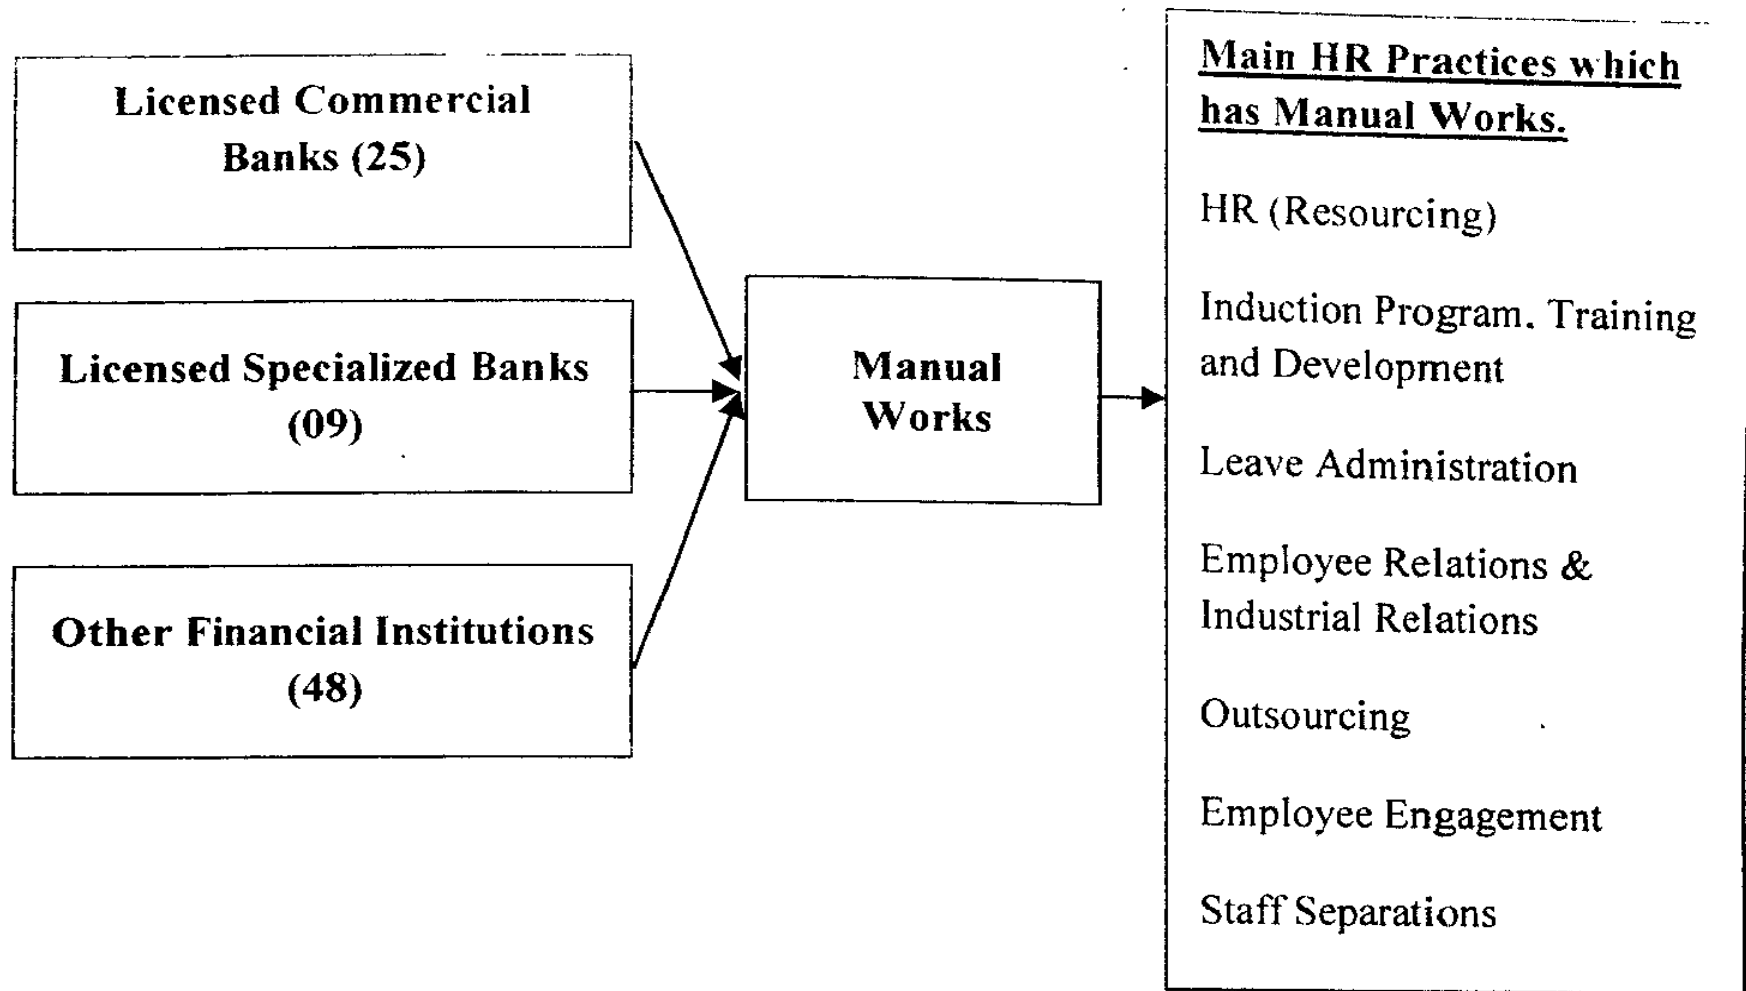 Licensed Commercial
Banks (25)
Licensed Specialized Banks
(09)
Other Financial Institutions
(48)
Manual
Works
Main HR Practices which
has Manual Works.
HR (Resourcing)
Induction Program. Training
and Development
Leave Administration
Employee Relations &
Industrial Relations
Outsourcing
Employee Engagement
Staff Separations